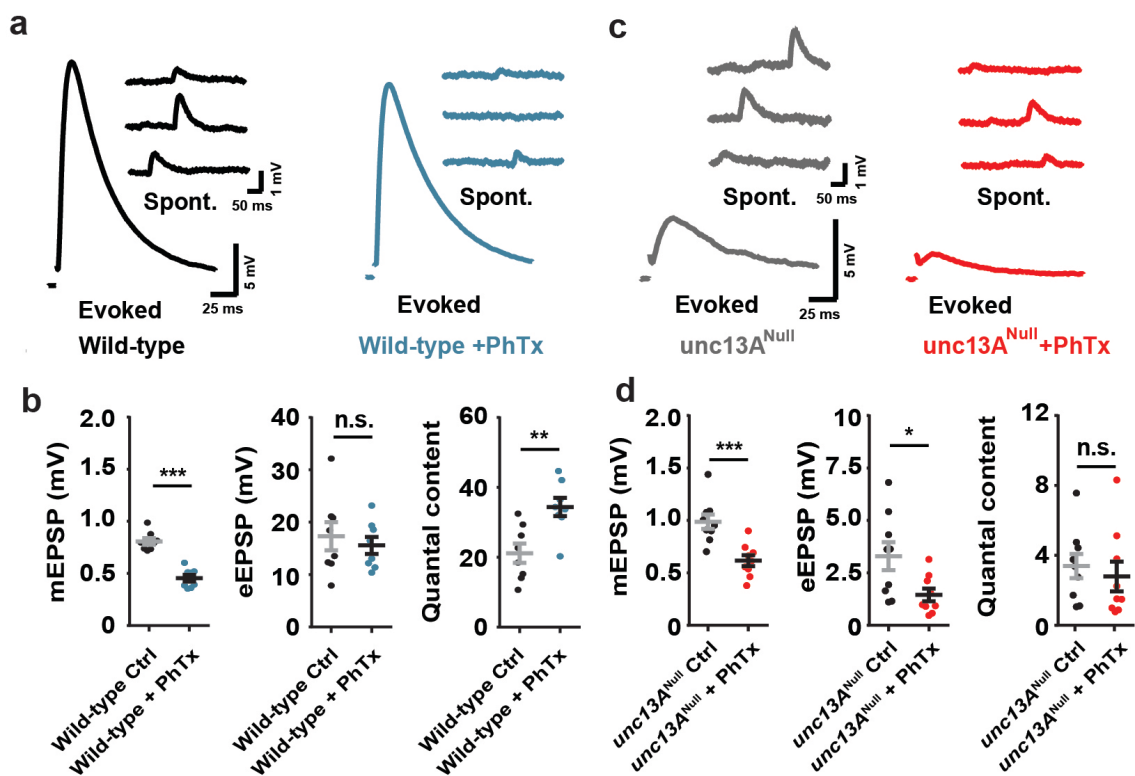 a
Spont.
50 ms
1 mV
Evoked
25 ms
5 mV
Wild-type
Spont.
Evoked
Wild-type +PhTx
c
Spont.
50 ms
1 mV
Evoked
5 mV
25 ms
unc13A^Null
Spont.
Evoked
unc13A^Null+PhTx
b
mEPSP (mV)
2.0
1.5
1.0
0.5
0
***
Wild-type Ctrl
Wild-type + PhTx
eEPSP (mV)
40
30
20
10
0
n.s.
Wild-type Ctrl
Wild-type + PhTx
Quantal content
60
40
20
0
**
Wild-type Ctrl
Wild-type + PhTx
d
mEPSP (mV)
2.0
1.5
1.0
0.5
0
***
unc13A^Null Ctrl
unc13A^Null + PhTx
eEPSP (mV)
10
7.5
5.0
2.5
0
*
unc13A^Null Ctrl
unc13A^Null + PhTx
Quantal content
12
8
4
0
n.s.
unc13A^Null Ctrl
unc13A^Null + PhTx